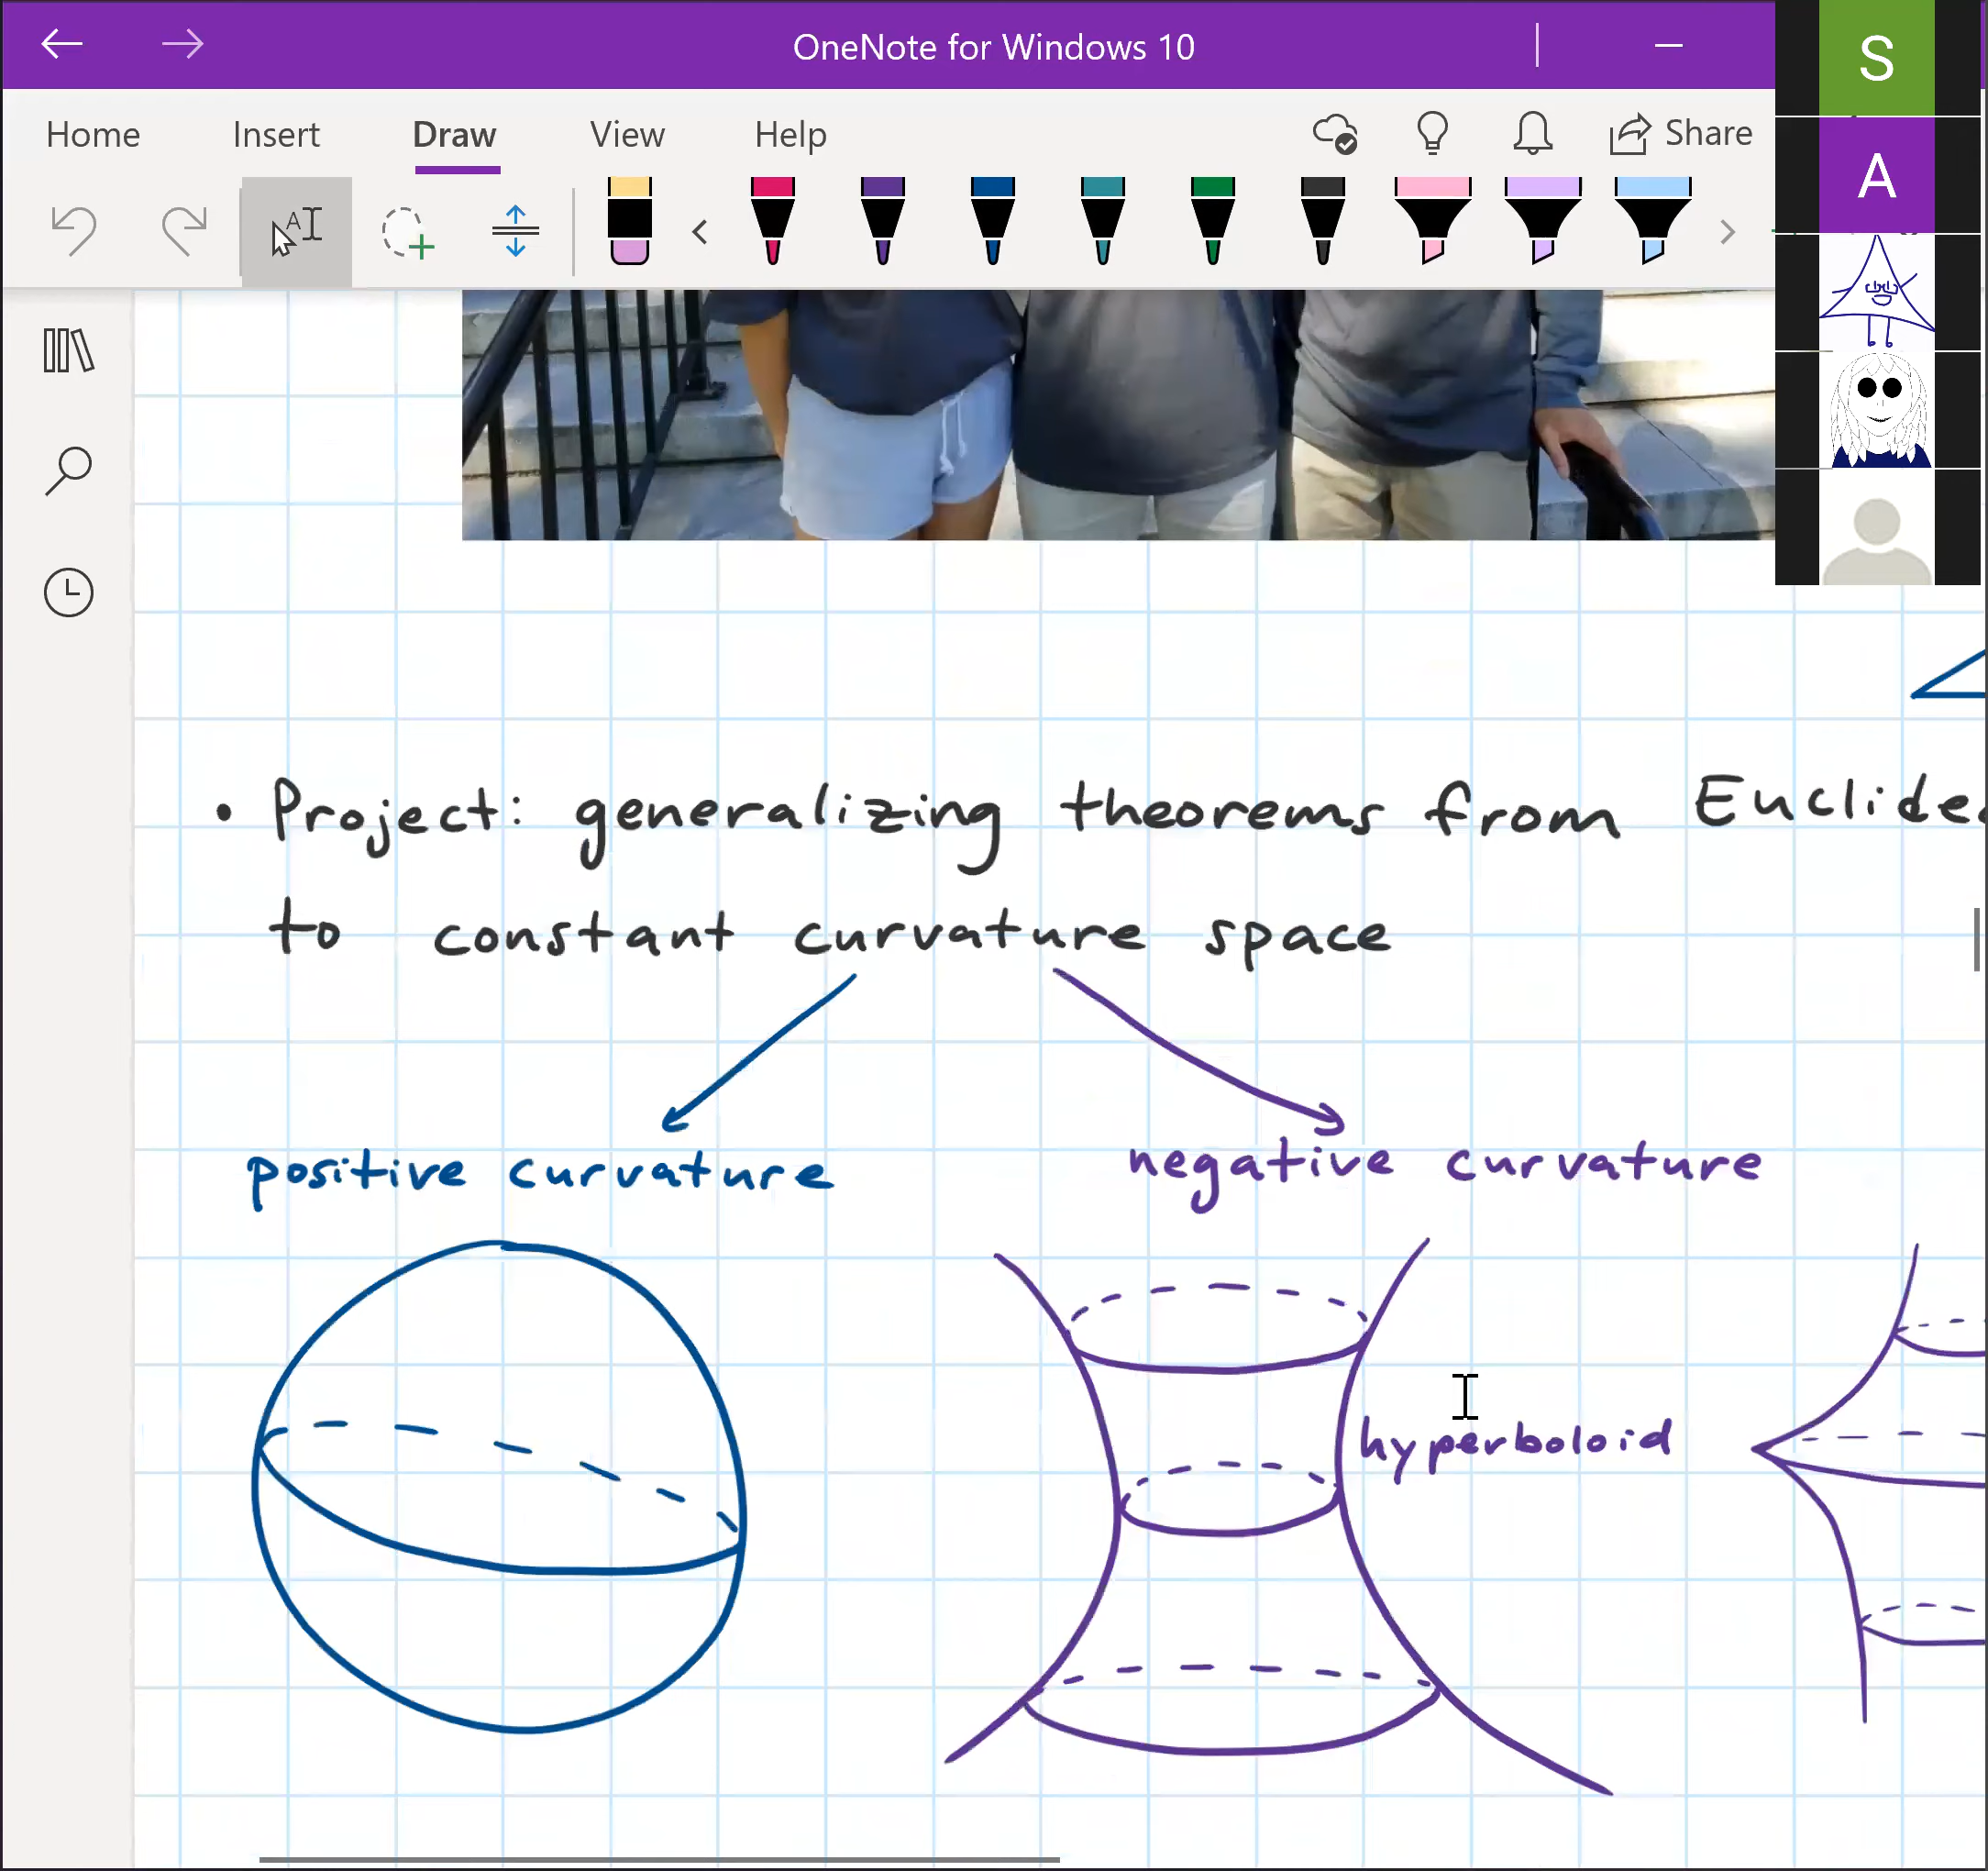 OneNote for Windows 10
S
Home Insert Draw View Help Share
A
• Project: generalizing theorems from
to constant curvature space
positive curvature
negative curvature
hyperboloid